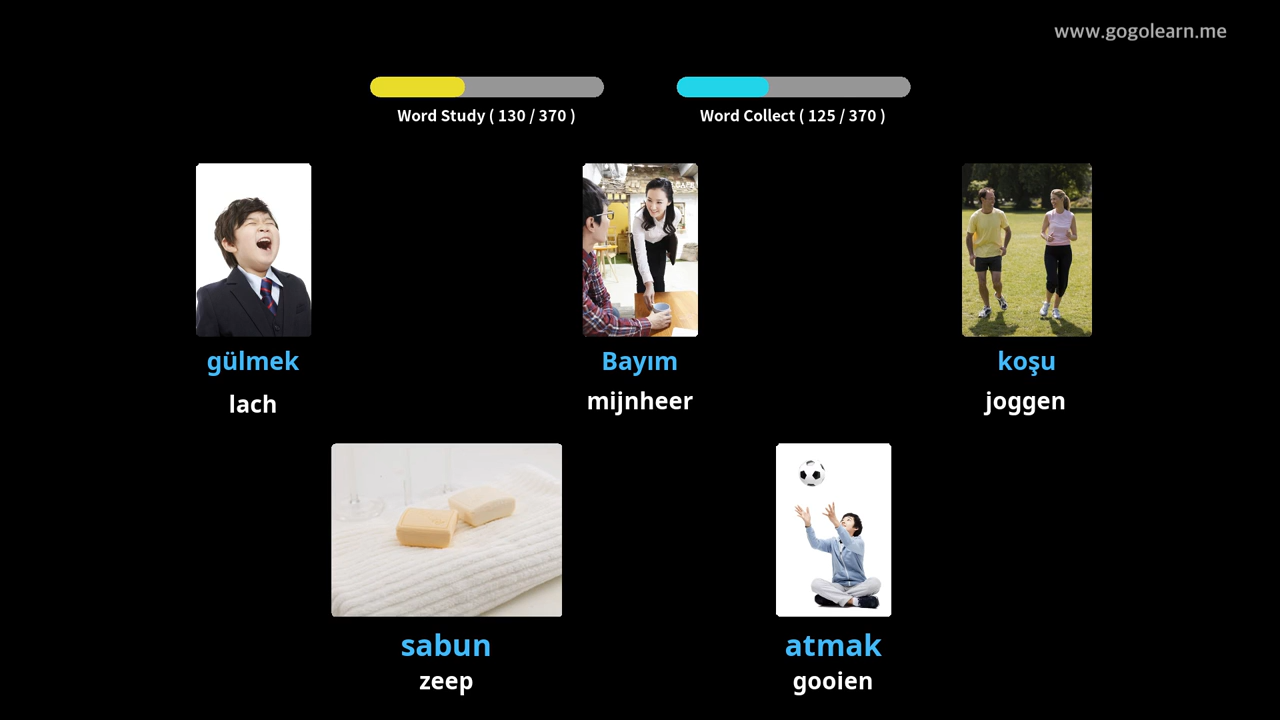 www.gogolearn.me
Word Study ( 130 / 370 )
Word Collect ( 125 / 370 )
gülmek
lach
Bayım
mijnheer
koşu
joggen
sabun
zeep
atmak
gooien